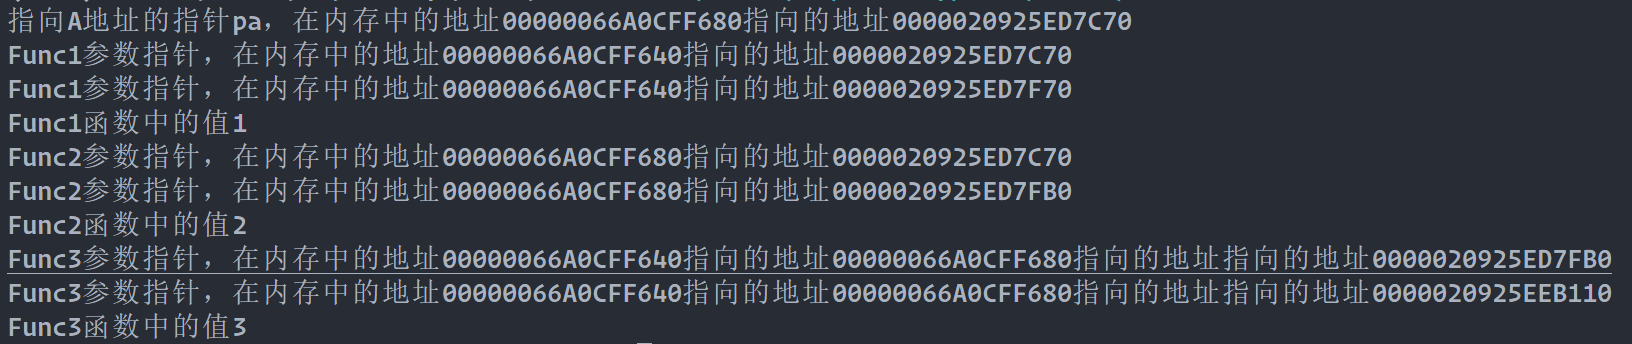 指向A地址的指针pa，在内存中的地址00000066A0CFF680指向的地址0000020925ED7C70
Func1参数指针，在内存中的地址00000066A0CFF640指向的地址0000020925ED7C70
Func1参数指针，在内存中的地址00000066A0CFF640指向的地址0000020925ED7F70
Func1函数中的值1
Func2参数指针，在内存中的地址00000066A0CFF680指向的地址0000020925ED7C70
Func2参数指针，在内存中的地址00000066A0CFF680指向的地址0000020925ED7FB0
Func2函数中的值2
Func3参数指针，在内存中的地址00000066A0CFF640指向的地址00000066A0CFF680指向的地址指向的地址0000020925ED7FB0
Func3参数指针，在内存中的地址00000066A0CFF640指向的地址00000066A0CFF680指向的地址指向的地址0000020925EEB110
Func3函数中的值3